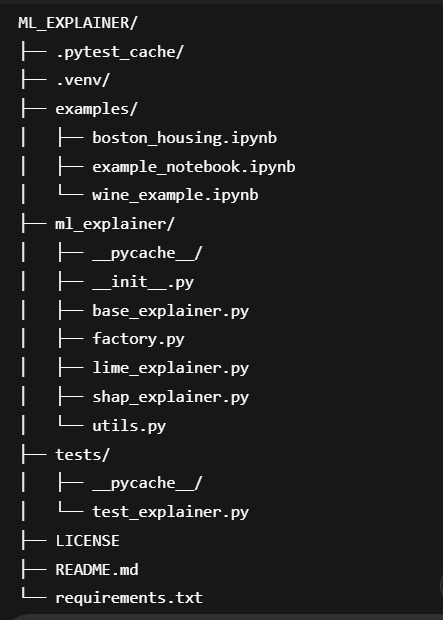 ML_EXPLAINER/
├── .pytest_cache/
├── .venv/
├── examples/
│   ├── boston_housing.ipynb
│   ├── example_notebook.ipynb
│   └── wine_example.ipynb
├── ml_explainer/
│   ├── __pycache__/
│   ├── __init__.py
│   ├── base_explainer.py
│   ├── factory.py
│   ├── lime_explainer.py
│   ├── shap_explainer.py
│   └── utils.py
├── tests/
│   ├── __pycache__/
│   └── test_explainer.py
├── LICENSE
├── README.md
└── requirements.txt